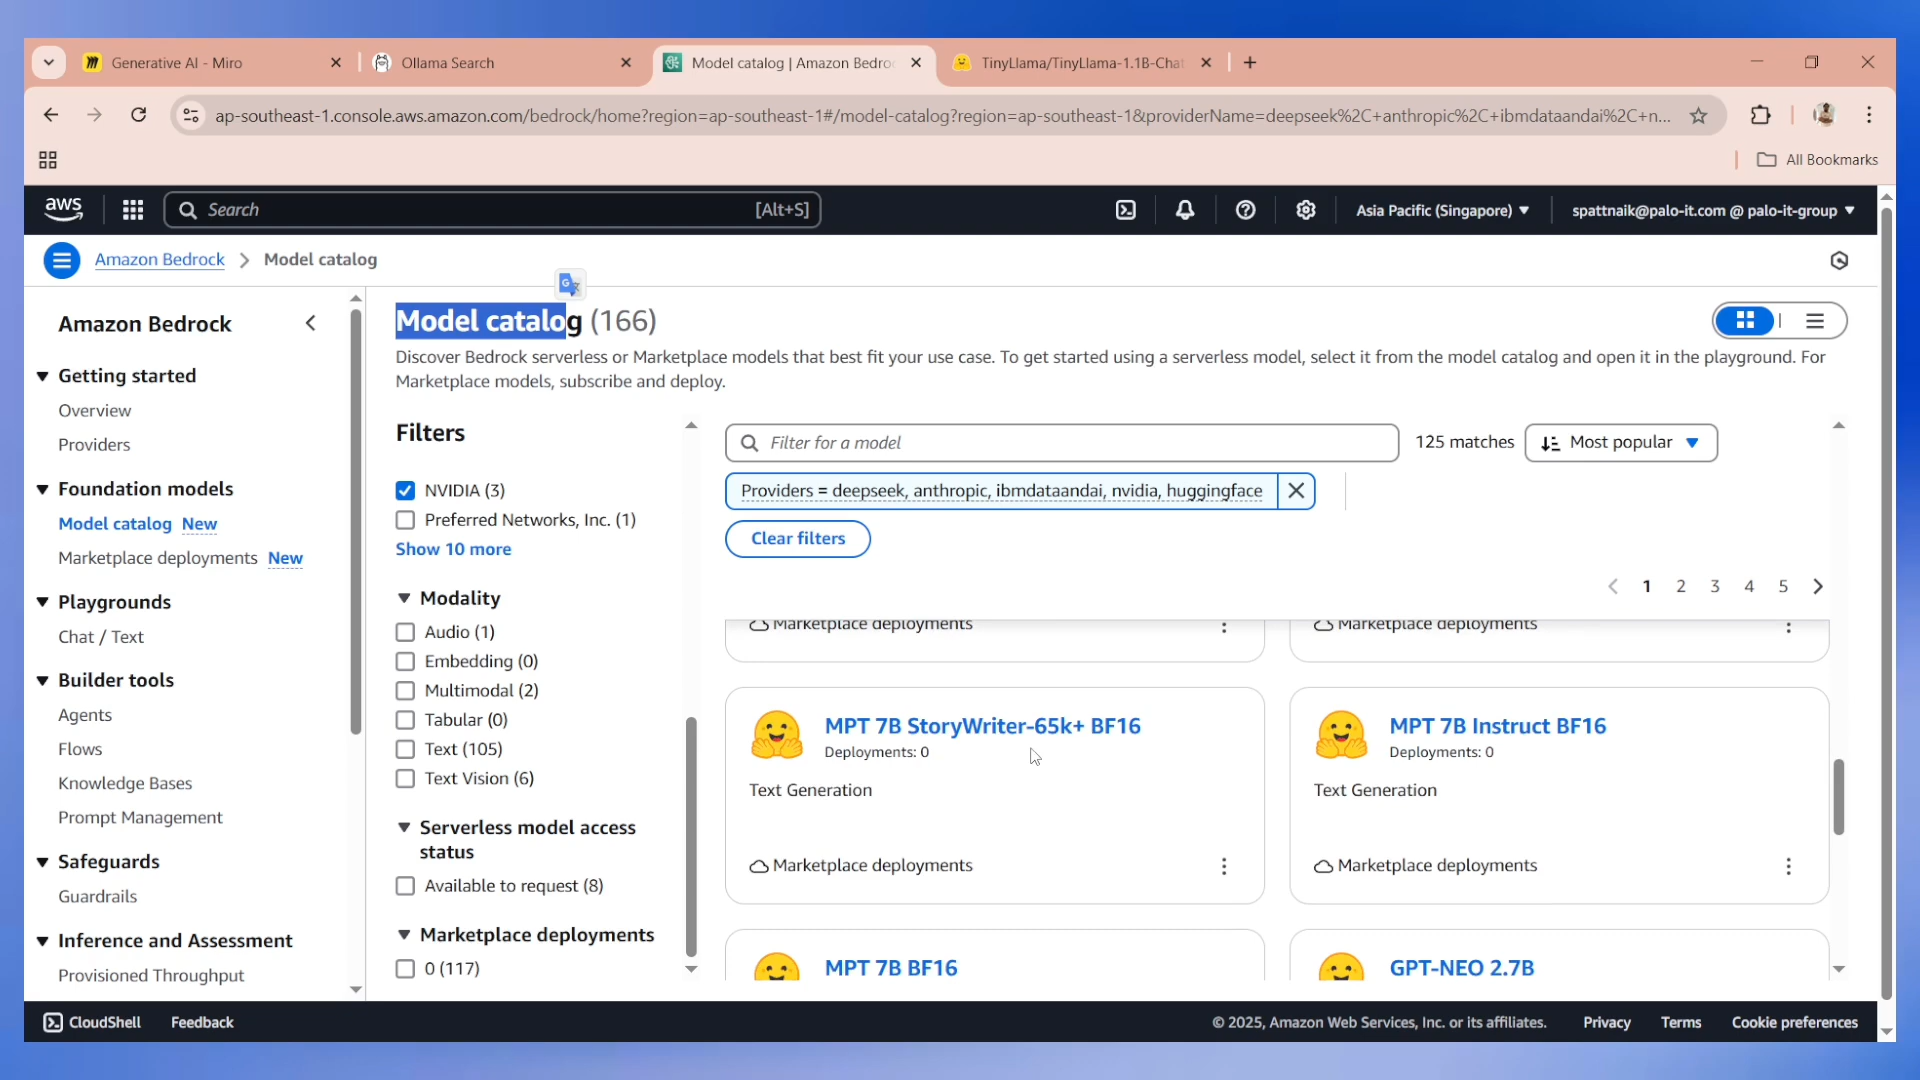 Generative AI - Miro
Ollama Search
Model catalog | Amazon Bedro
TinyLlama/TinyLlama-1.1B-Chat
ap-southeast-1.console.aws.amazon.com/bedrock/home?region=ap-southeast-1#/model-catalog?region=ap-southeast-1&providerName=deepseek%2C+anthropic%2C+ibmdataandai%2C+n...
All Bookmarks
aws
Search
[Alt+S]
Asia Pacific (Singapore)
spattnaik@palo-it.com @ palo-it-group
Amazon Bedrock
Model catalog
Amazon Bedrock
Getting started
Overview
Providers
Foundation models
Model catalog New
Marketplace deployments New
Playgrounds
Chat / Text
Builder tools
Agents
Flows
Knowledge Bases
Prompt Management
Safeguards
Guardrails
Inference and Assessment
Provisioned Throughput
Model catalog (166)
Discover Bedrock serverless or Marketplace models that best fit your use case. To get started using a serverless model, select it from the model catalog and open it in the playground. For
Marketplace models, subscribe and deploy.
Filters
NVIDIA (3)
Preferred Networks, Inc. (1)
Show 10 more
Modality
Audio (1)
Embedding (0)
Multimodal (2)
Tabular (0)
Text (105)
Text Vision (6)
Serverless model access
status
Available to request (8)
Marketplace deployments
0 (117)
Filter for a model
125 matches
Most popular
Providers = deepseek, anthropic, ibmdataandai, nvidia, huggingface
Clear filters
1 2 3 4 5
Marketplace deployments
Marketplace deployments
MPT 7B StoryWriter-65k+ BF16
Deployments: 0
Text Generation
Marketplace deployments
MPT 7B Instruct BF16
Deployments: 0
Text Generation
Marketplace deployments
MPT 7B BF16
GPT-NEO 2.7B
CloudShell
Feedback
© 2025, Amazon Web Services, Inc. or its affiliates.
Privacy
Terms
Cookie preferences